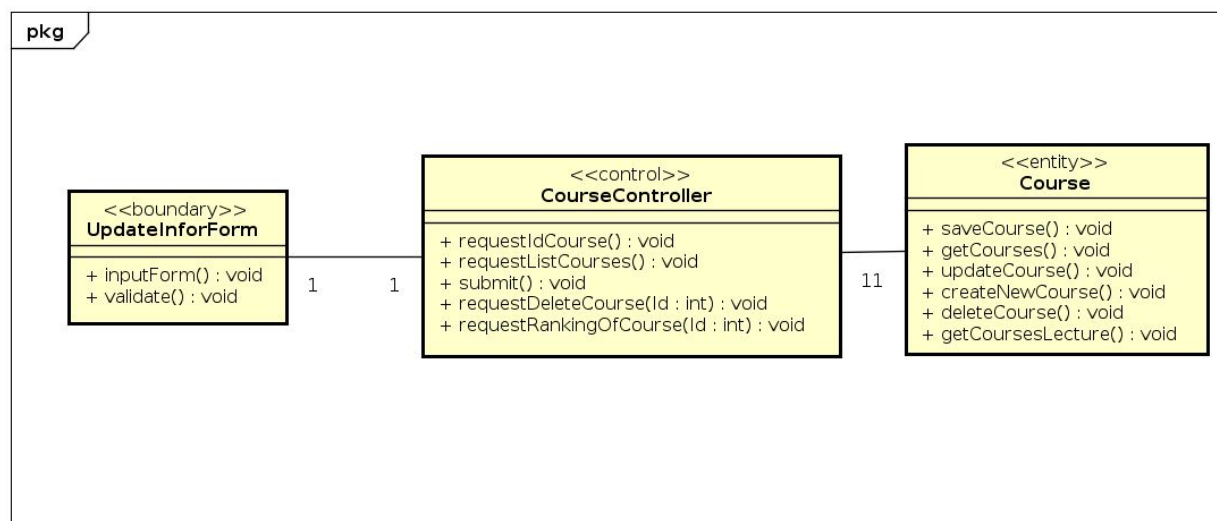 pkg
<<boundary>>
UpdateInforForm
+ inputForm() : void
+ validate() : void
1
1
<<control>>
CourseController
+ requestIdCourse() : void
+ requestListCourses() : void
+ submit() : void
+ requestDeleteCourse(Id : int) : void
+ requestRankingOfCourse(Id : int) : void
11
<<entity>>
Course
+ saveCourse() : void
+ getCourses() : void
+ updateCourse() : void
+ createNewCourse() : void
+ deleteCourse() : void
+ getCoursesLecture() : void